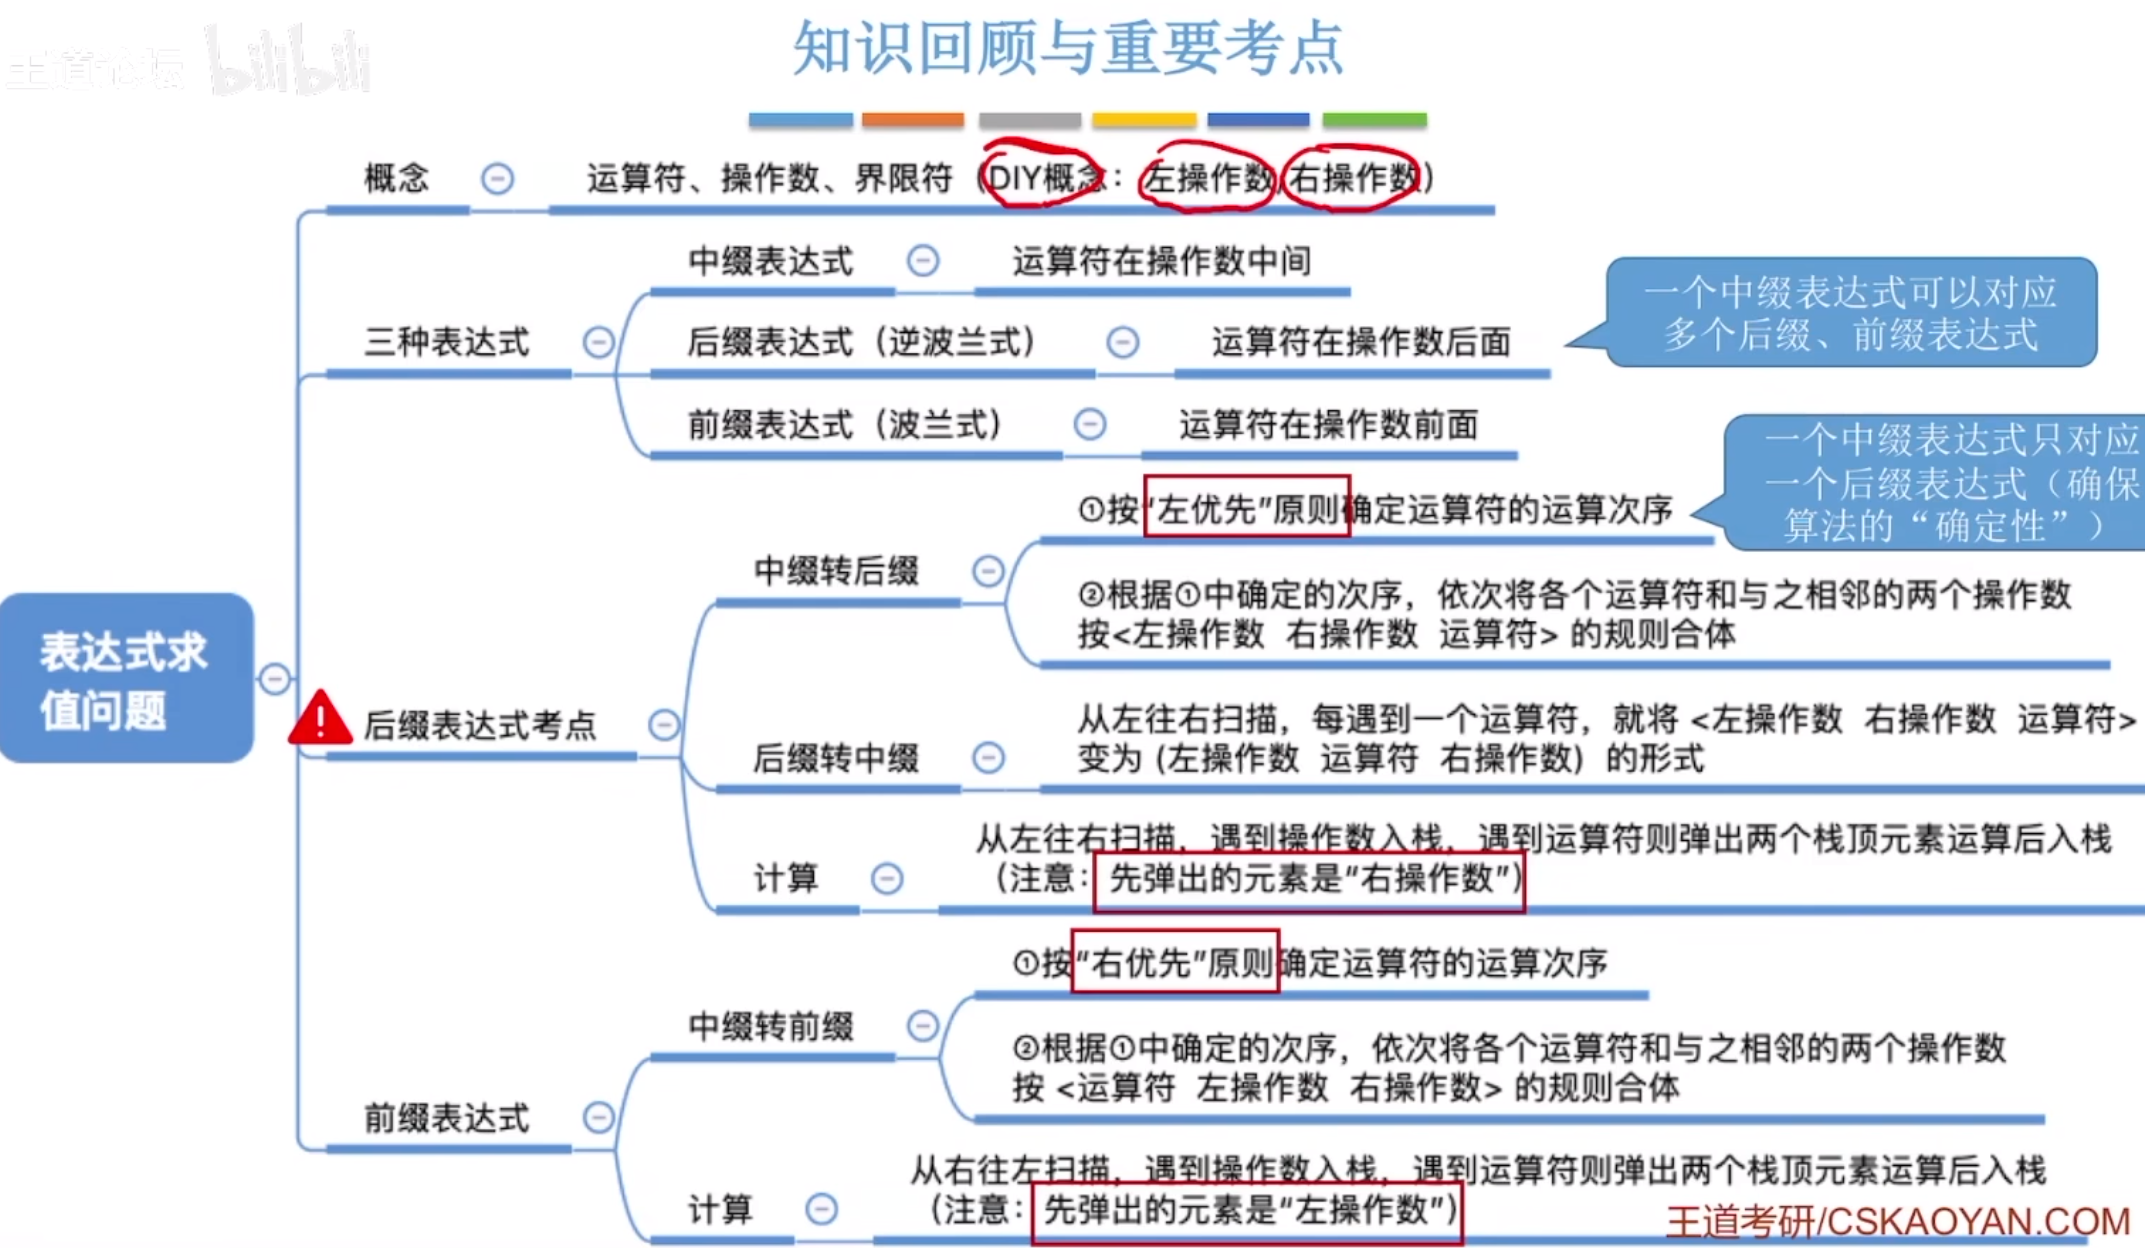 王道论坛 bilibili
知识回顾与重要考点
概念
运算符、操作数、界限符（DIY概念：左操作数/右操作数）
三种表达式
中缀表达式
运算符在操作数中间
后缀表达式（逆波兰式）
运算符在操作数后面
前缀表达式（波兰式）
运算符在操作数前面
一个中缀表达式可以对应
多个后缀、前缀表达式
表达式求
值问题
后缀表达式考点
中缀转后缀
①按“左优先”原则确定运算符的运算次序
一个中缀表达式只对应
一个后缀表达式（确保
算法的“确定性”）
②根据①中确定的次序，依次将各个运算符和与之相邻的两个操作数
按<左操作数 右操作数 运算符> 的规则合体
后缀转中缀
从左往右扫描，每遇到一个运算符，就将 <左操作数 右操作数 运算符>
变为 (左操作数 运算符 右操作数) 的形式
计算
从左往右扫描，遇到操作数入栈，遇到运算符则弹出两个栈顶元素运算后入栈
（注意：先弹出的元素是“右操作数”)
前缀表达式
中缀转前缀
①按“右优先”原则确定运算符的运算次序
②根据①中确定的次序，依次将各个运算符和与之相邻的两个操作数
按 <运算符 左操作数 右操作数> 的规则合体
计算
从右往左扫描，遇到操作数入栈，遇到运算符则弹出两个栈顶元素运算后入栈
（注意：先弹出的元素是“左操作数”)
王道考研/CSKAOYAN.COM